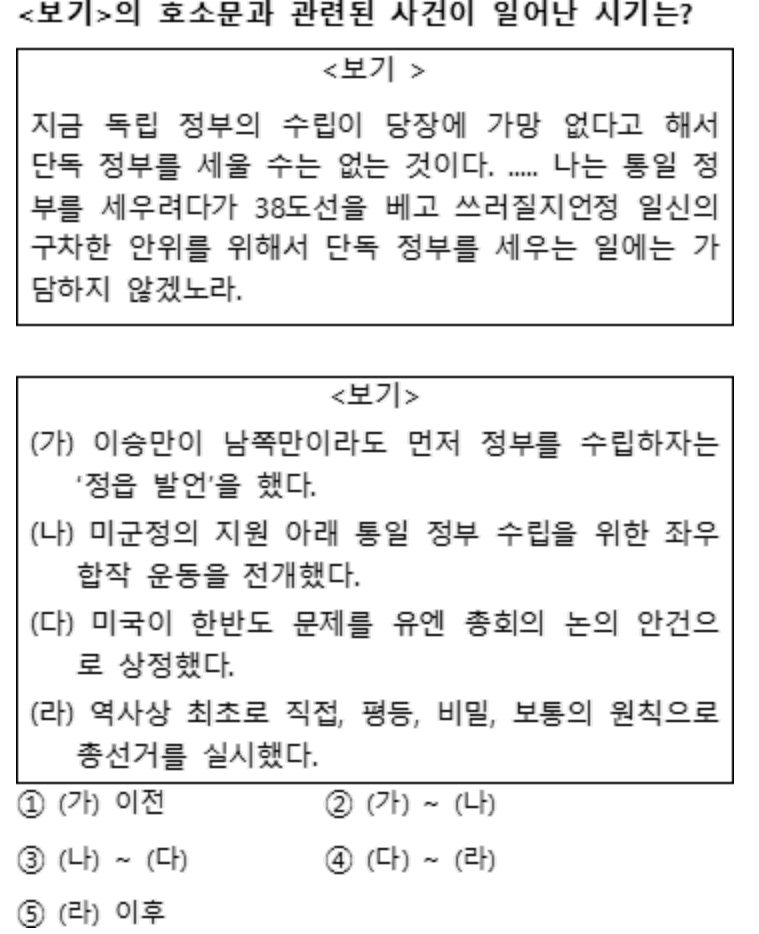 <보기>의 호소문과 관련된 사건이 일어난 시기는?
<보기 >
지금 독립 정부의 수립이 당장에 가망 없다고 해서
단독 정부를 세울 수는 없는 것이다. ..... 나는 통일 정
부를 세우려다가 38도선을 베고 쓰러질지언정 일신의
구차한 안위를 위해서 단독 정부를 세우는 일에는 가
담하지 않겠노라.
<보기>
(가) 이승만이 남쪽만이라도 먼저 정부를 수립하자는
‘정읍 발언’을 했다.
(나) 미군정의 지원 아래 통일 정부 수립을 위한 좌우
합작 운동을 전개했다.
(다) 미국이 한반도 문제를 유엔 총회의 논의 안건으
로 상정했다.
(라) 역사상 최초로 직접, 평등, 비밀, 보통의 원칙으로
총선거를 실시했다.
① (가) 이전 ② (가) ~ (나)
③ (나) ~ (다) ④ (다) ~ (라)
⑤ (라) 이후